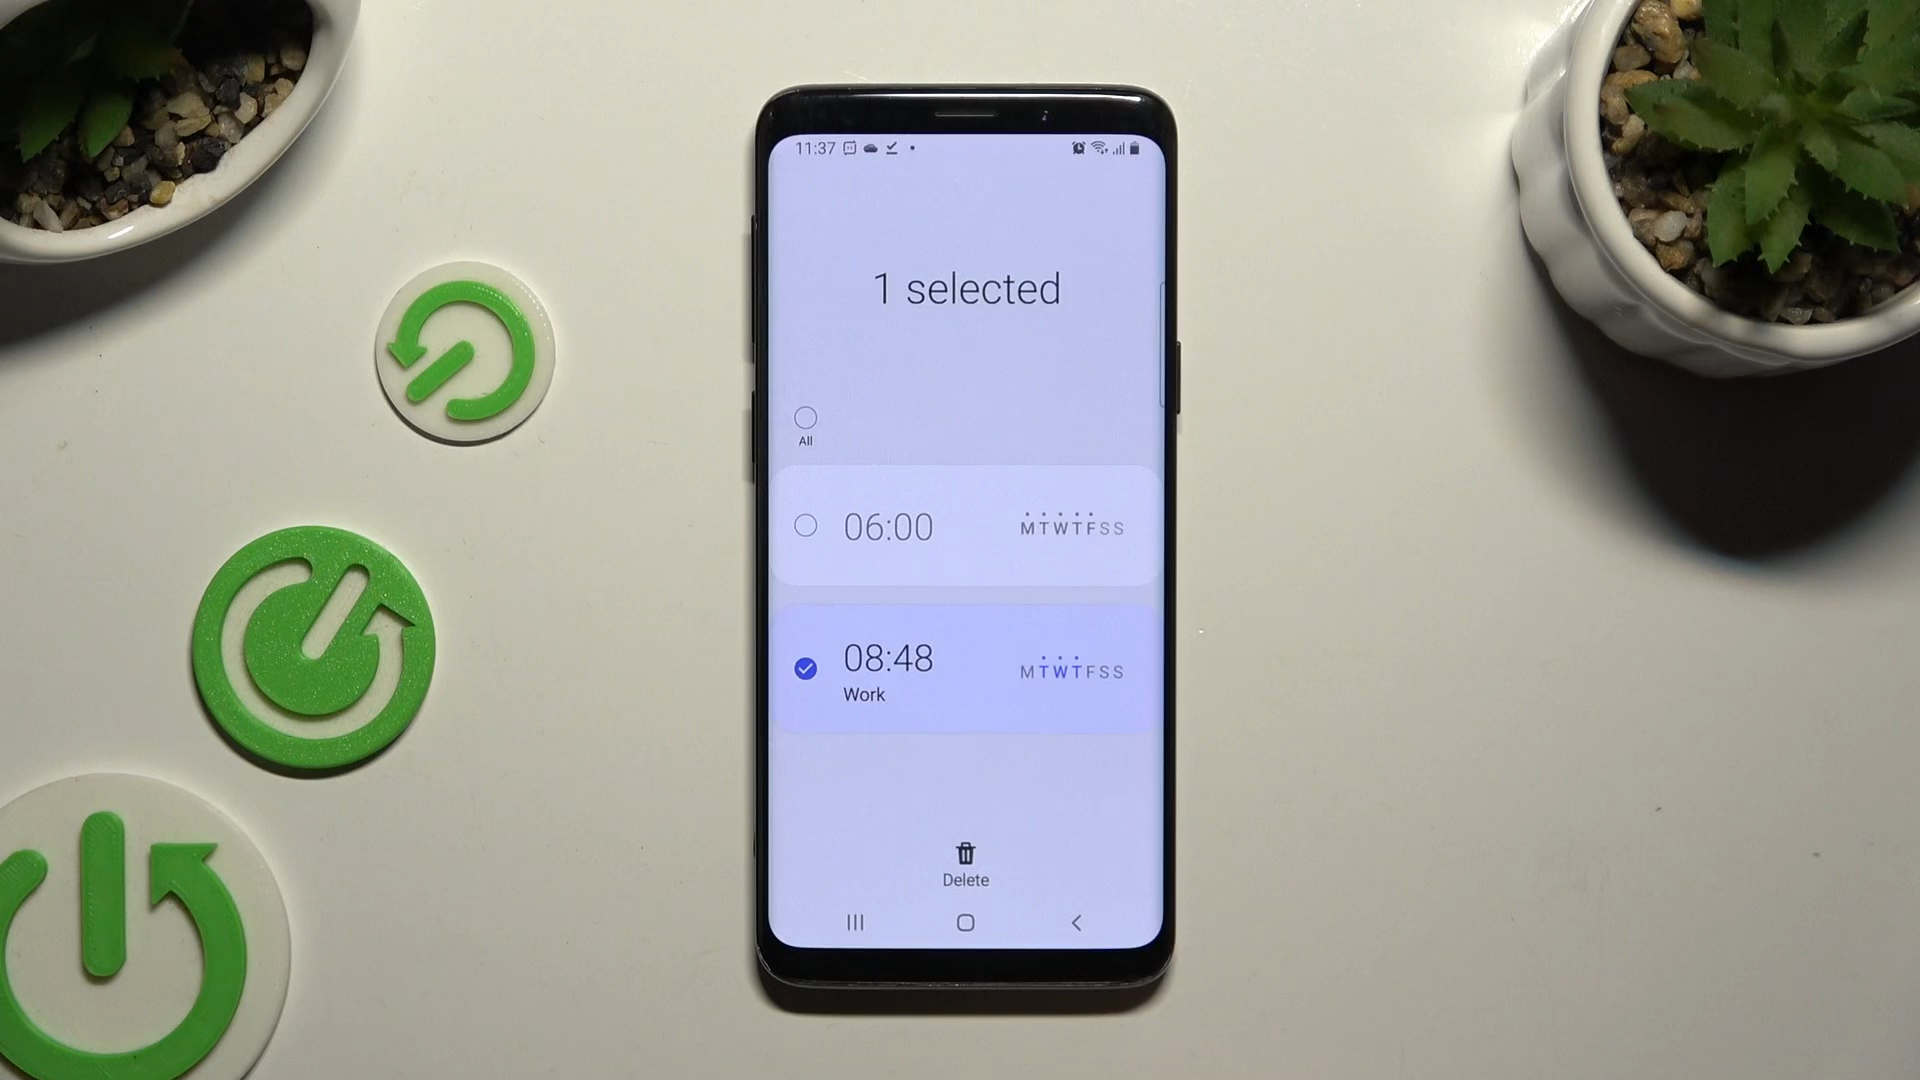 11:37
1 selected
All
06:00 MTWTFSS
08:48 MTWTFSS
Work
Delete